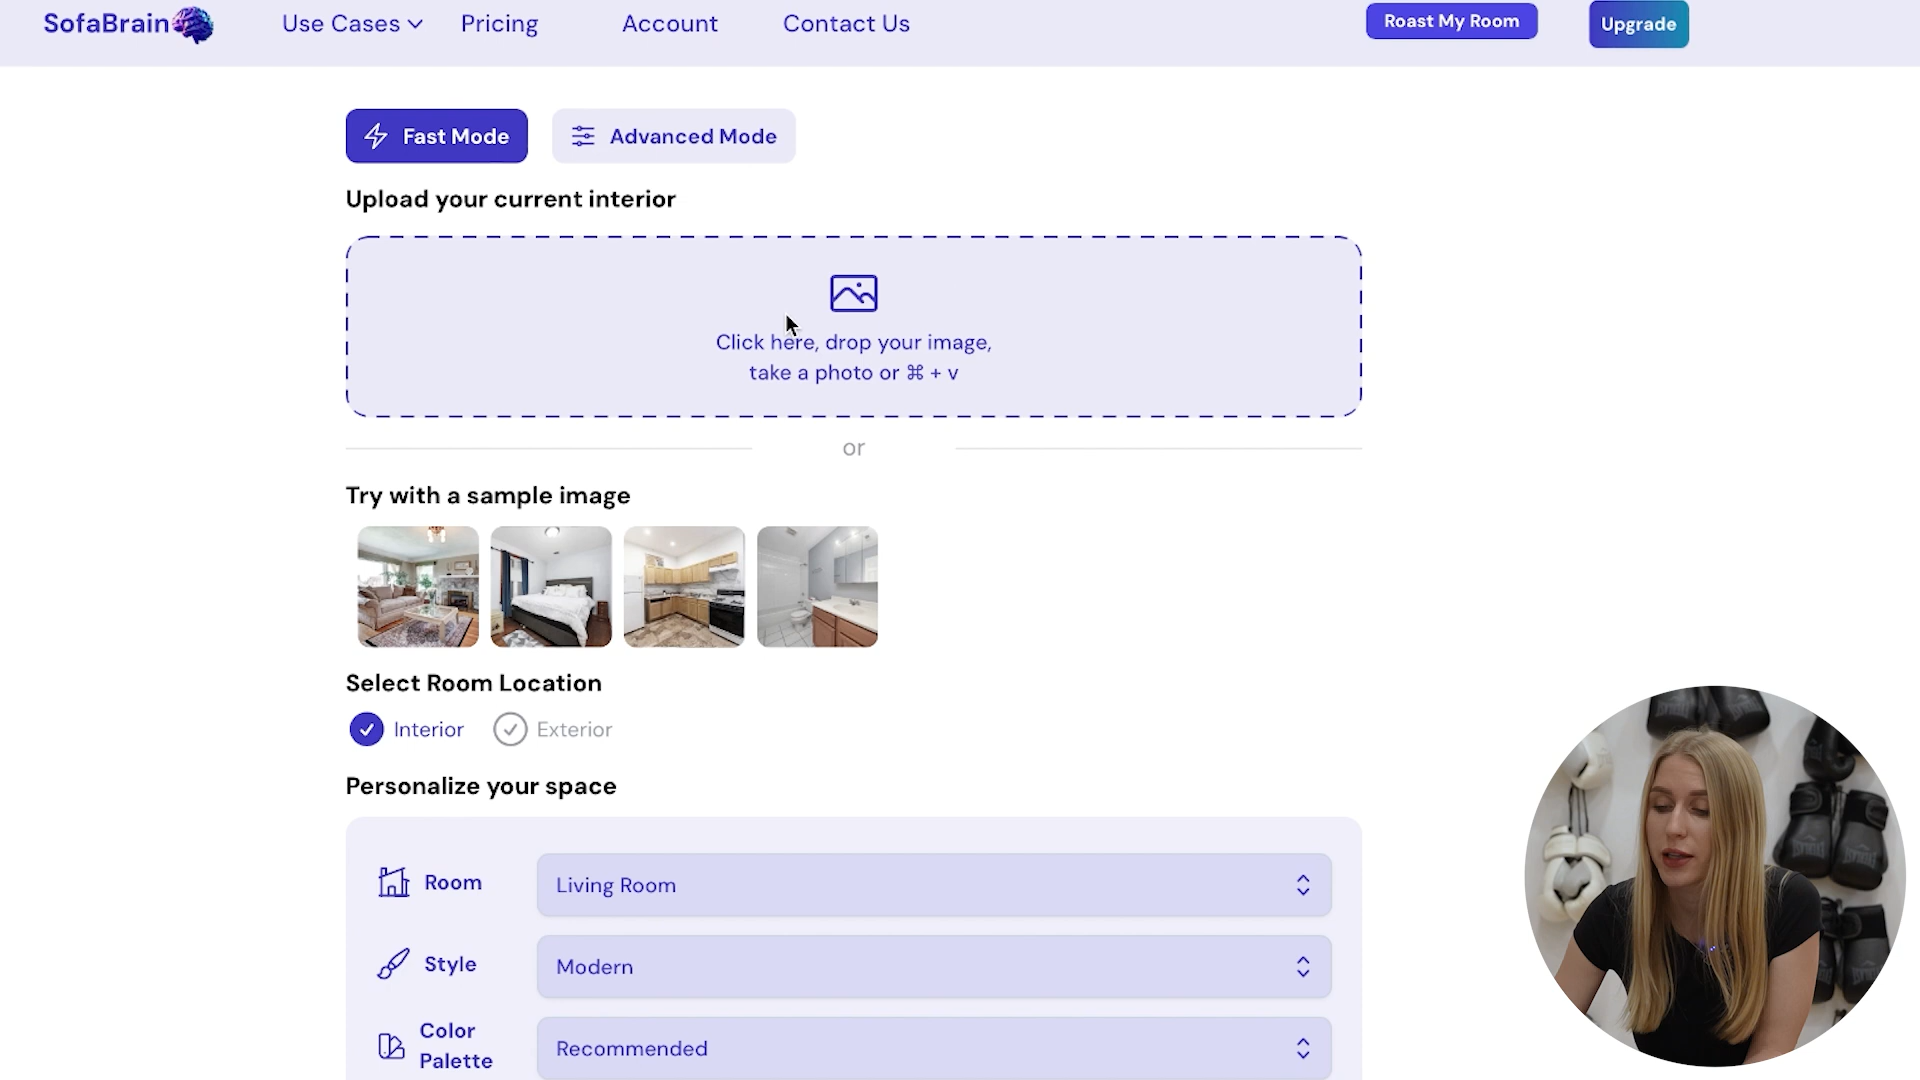 SofaBrain
Use Cases
Pricing
Account
Contact Us
Roast My Room
Upgrade
Fast Mode
Advanced Mode
Upload your current interior
Click here, drop your image,
take a photo or ⌘ + v
or
Try with a sample image
Select Room Location
Interior
Exterior
Personalize your space
Room
Living Room
Style
Modern
Color
Palette
Recommended